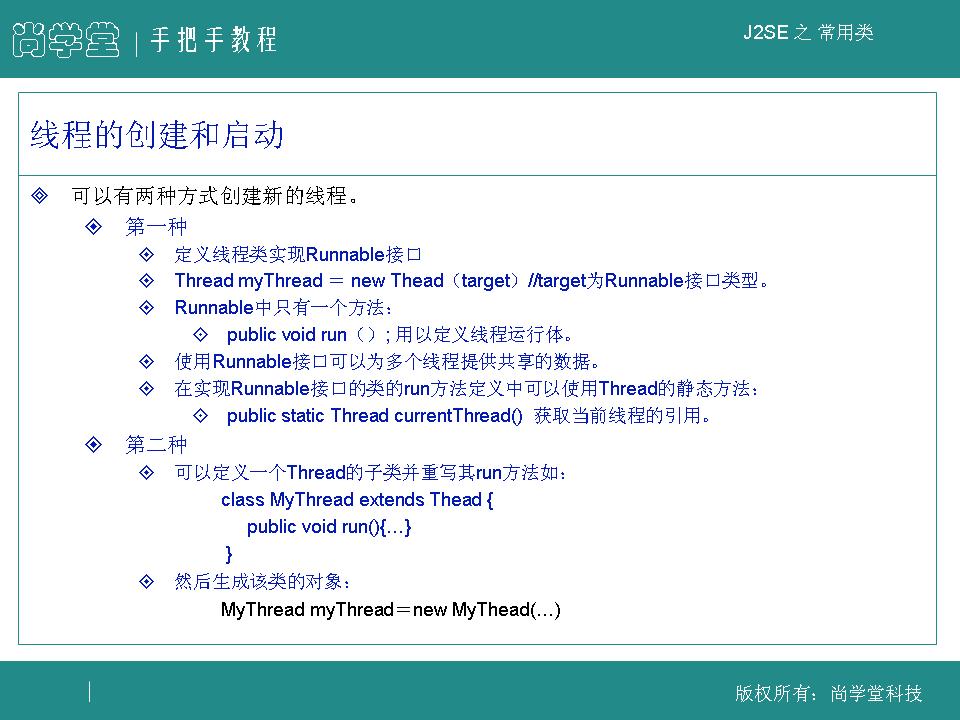 尚学堂 | 手把手教程
J2SE 之 常用类
线程的创建和启动
可以有两种方式创建新的线程。
第一种
定义线程类实现Runnable接口
Thread myThread = new Thead（target）//target为Runnable接口类型。
Runnable中只有一个方法：
public void run（）; 用以定义线程运行体。
使用Runnable接口可以为多个线程提供共享的数据。
在实现Runnable接口的类的run方法定义中可以使用Thread的静态方法：
public static Thread currentThread() 获取当前线程的引用。
第二种
可以定义一个Thread的子类并重写其run方法如：
class MyThread extends Thead {
public void run(){…}
}
然后生成该类的对象：
MyThread myThread＝new MyThead(…)
版权所有：尚学堂科技